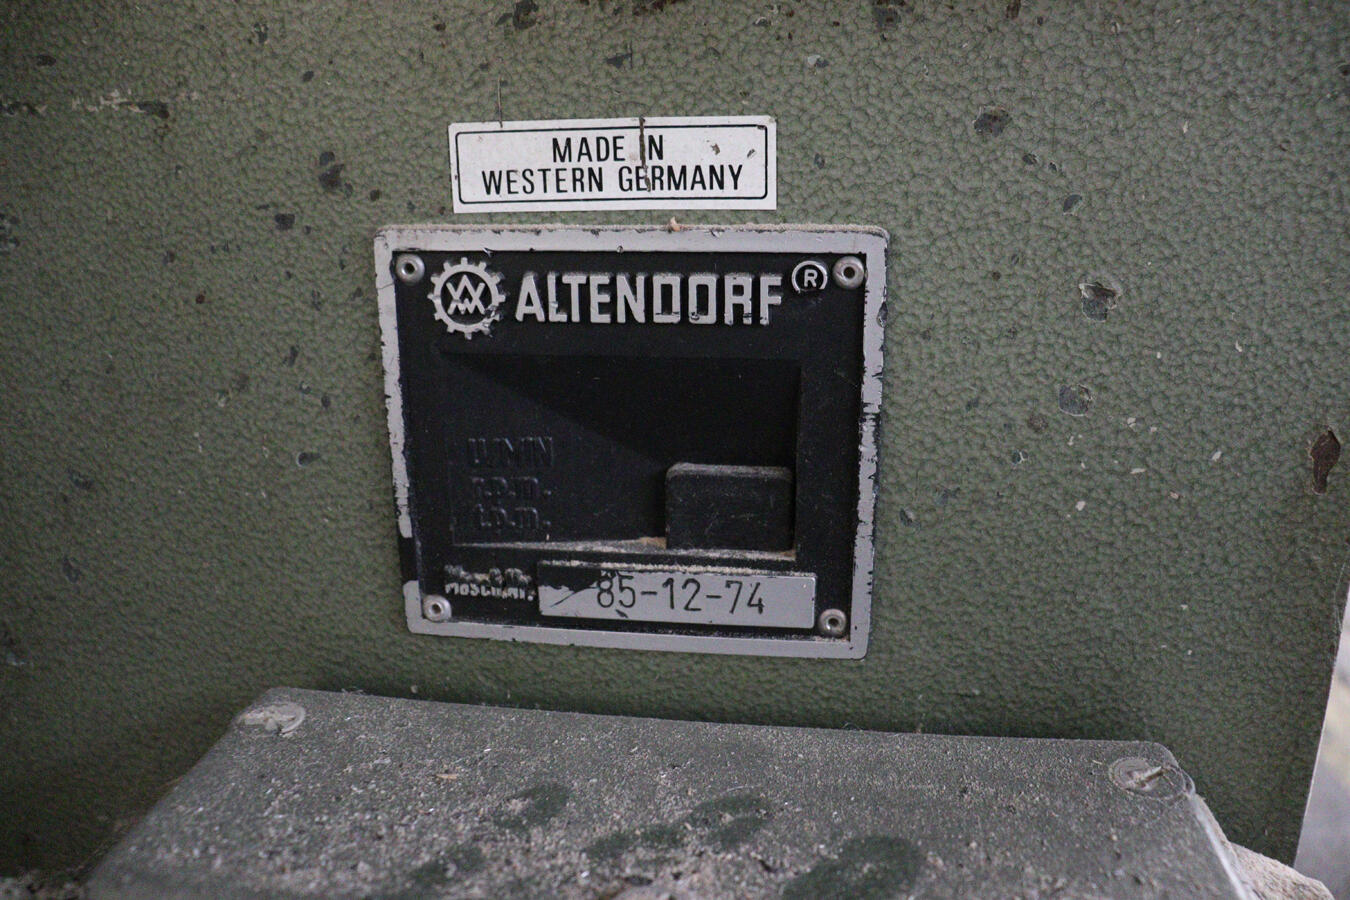 MADE IN
WESTERN GERMANY
ALTENDORF ®
U/MIN
r.p.m.
t.p.m.
85-12-74